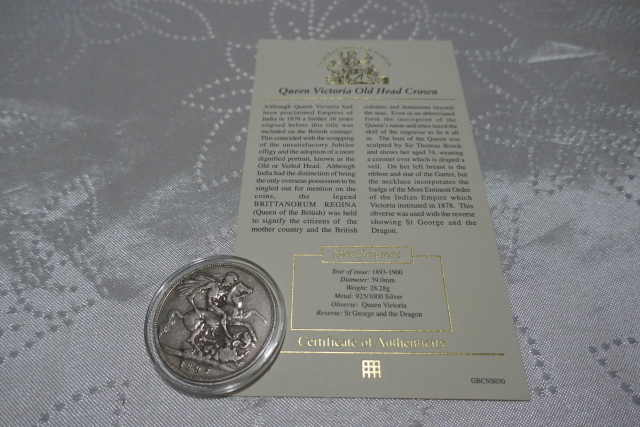 Queen Victoria Old Head Crown
Although Queen Victoria had
been proclaimed Empress of
India in 1876 a further 16 years
elapsed before this title was
included on the British coinage.
This coincided with the scrapping
of the unsatisfactory Jubilee
effigy and the adoption of a more
dignified portrait, known as the
Old or Veiled Head. Although
India had the distinction of being
the only overseas possession to be
singled out for mention on the
coins, the legend
BRITTANORUM REGINA
(Queen of the British) was held
to signify the citizens of the
mother country and the British
colonies and dominions beyond
the seas. Even in an abbreviated
form the inscription of the
Queen's name and titles taxed the
skill of the engraver to fit it all
in. The bust of the Queen was
sculpted by Sir Thomas Brock
and shows her aged 74, wearing
a coronet over which is draped a
veil. On her left breast is the
ribbon and star of the Garter, but
the necklace incorporates the
badge of the Most Eminent Order
of the Indian Empire which
Victoria instituted in 1878. This
obverse was used with the reverse
showing St George and the
Dragon.
Specifications
Year of issue: 1893-1900
Diameter: 39.0mm
Weight: 28.28g
Metal: 925/1000 Silver
Obverse: Queen Victoria
Reverse: St George and the Dragon
Certificate of Authenticity
GBCNS030